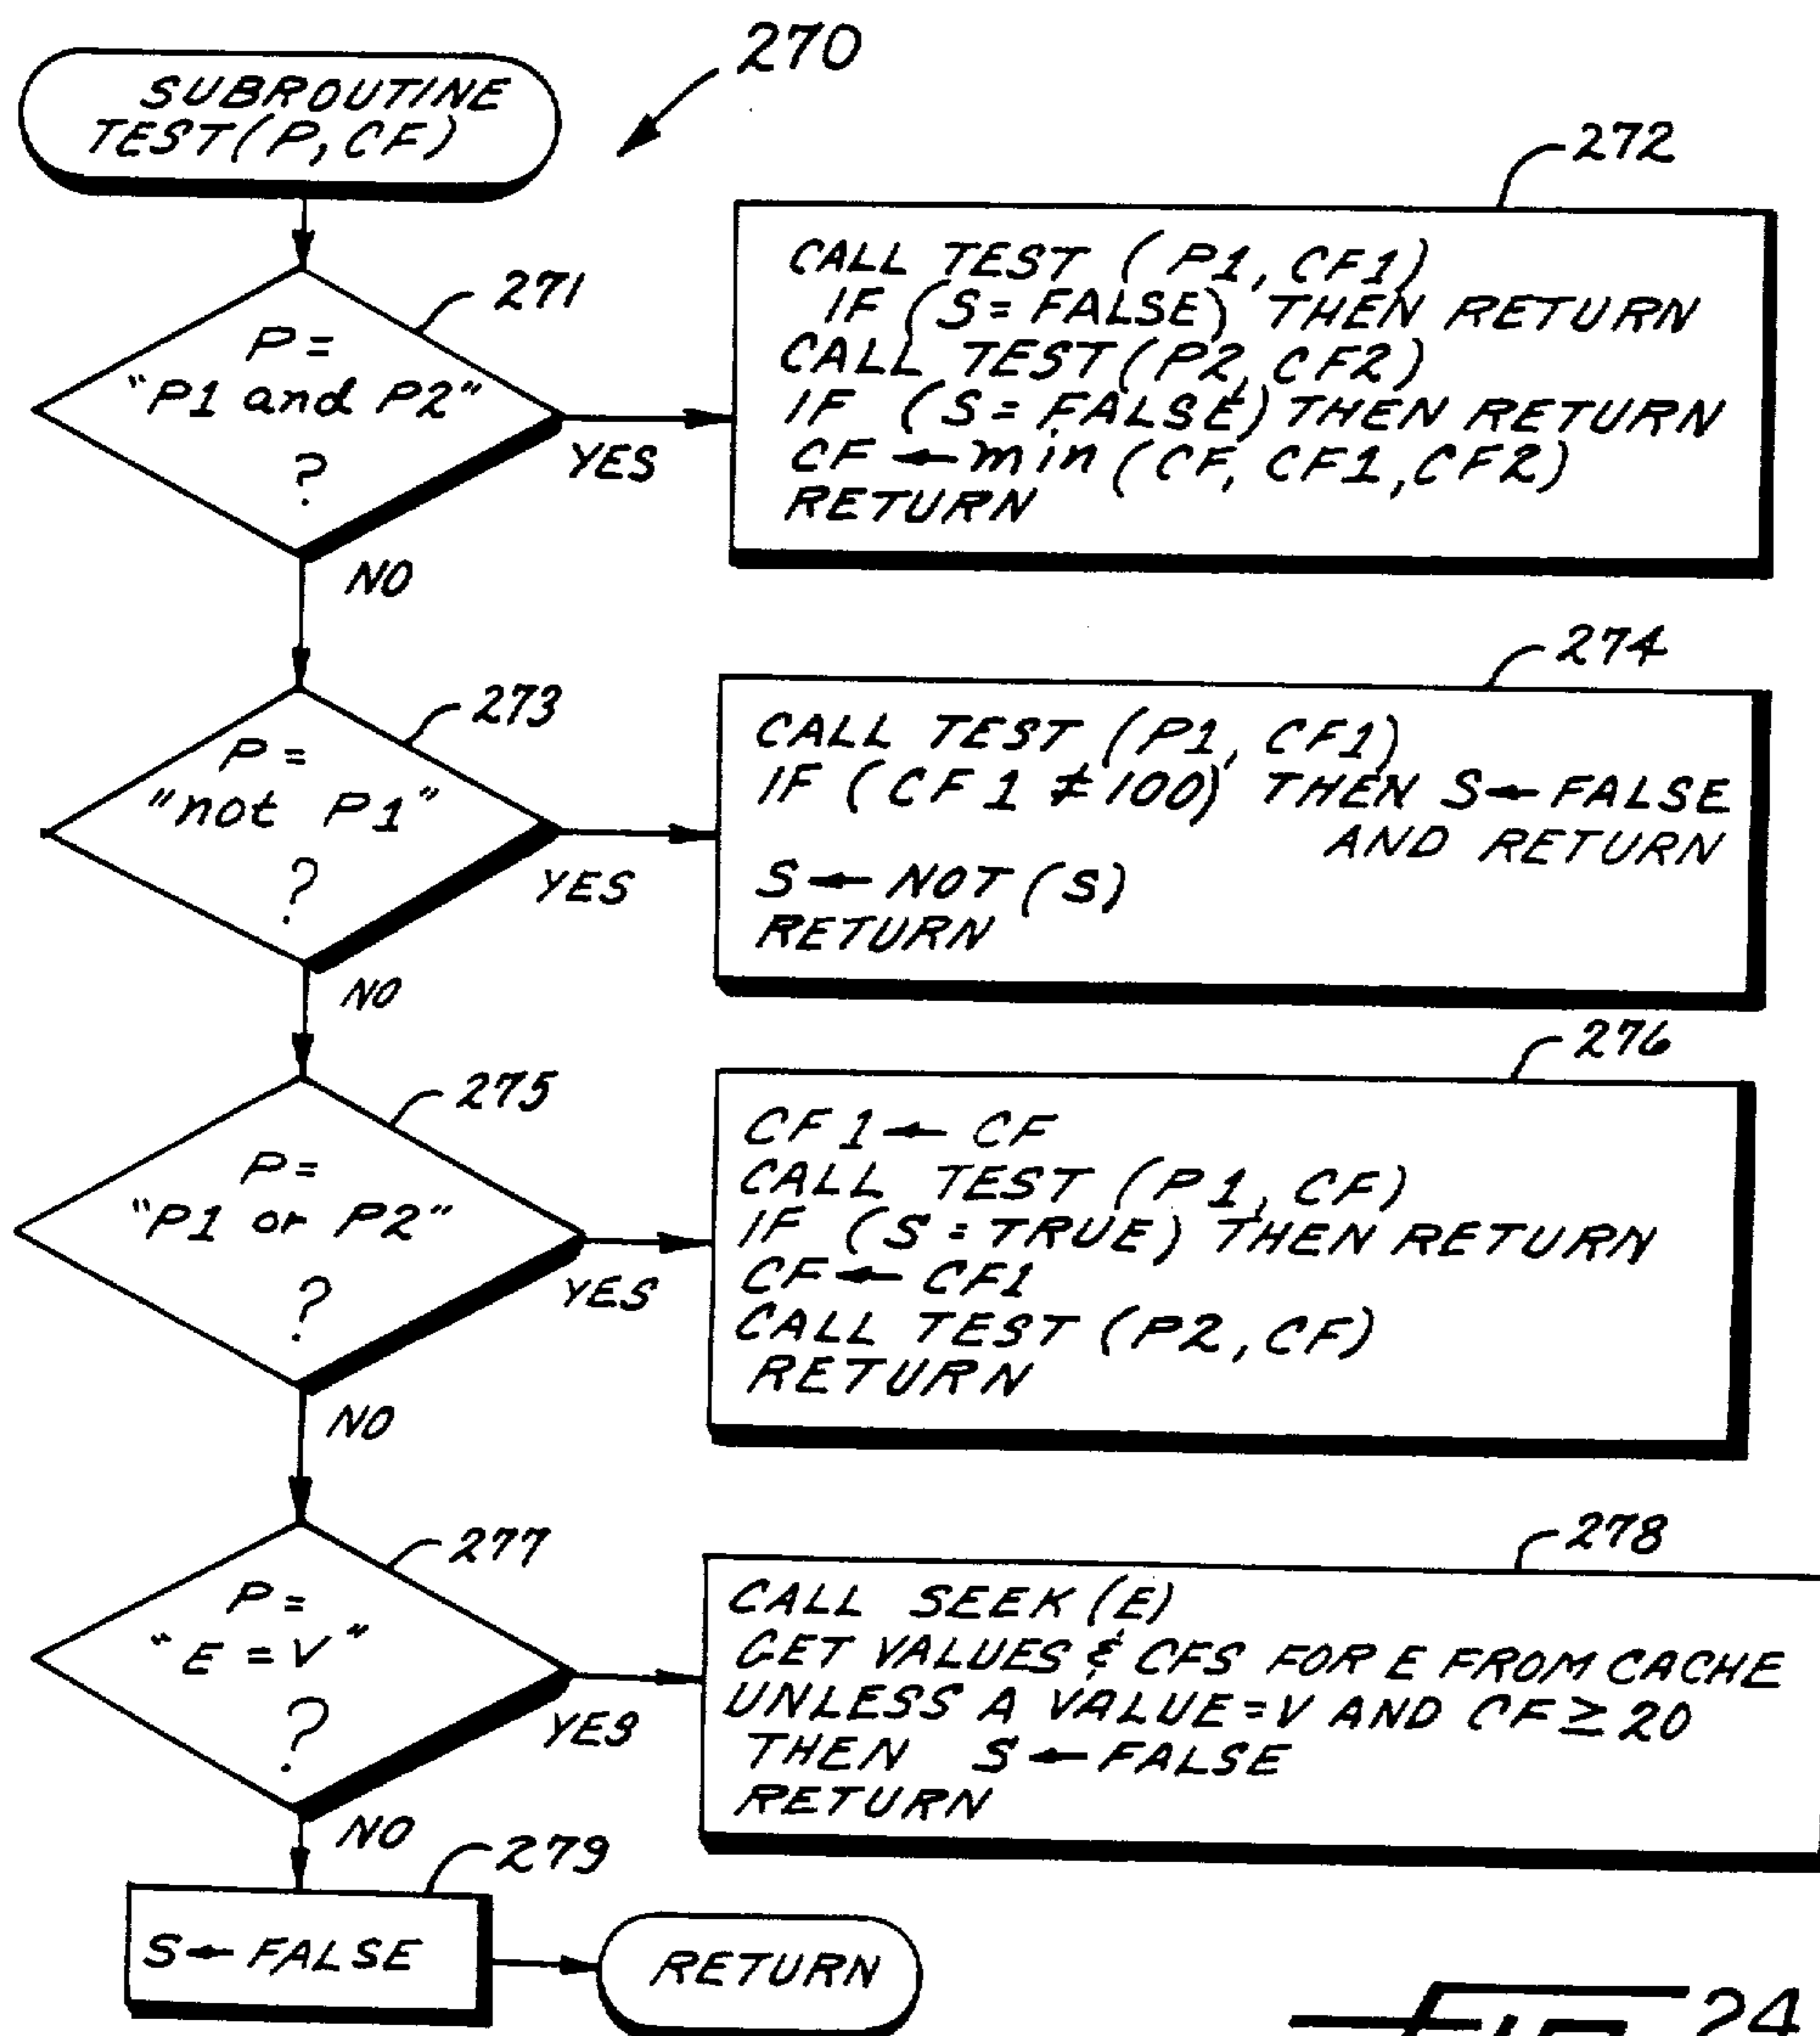 270
SUBROUTINE
TEST(P, CF)
271
P=
"P1 and P2"
?
YES
NO
272
CALL TEST (P1, CF1)
IF (S = FALSE) THEN RETURN
CALL TEST (P2, CF2)
IF (S = FALSE) THEN RETURN
CF ← min (CF, CF1, CF2)
RETURN
273
P=
"not P1"
?
YES
NO
274
CALL TEST (P1, CF1)
IF (CF1 ≠ 100) THEN S ← FALSE
AND RETURN
S ← NOT (S)
RETURN
275
P=
"P1 or P2"
?
YES
NO
276
CF1 ← CF
CALL TEST (P1, CF)
IF (S = TRUE) THEN RETURN
CF ← CF1
CALL TEST (P2, CF)
RETURN
277
P=
"E = V"
?
YES
NO
278
CALL SEEK (E)
GET VALUES & CFS FOR E FROM CACHE
UNLESS A VALUE = V AND CF ≥ 20
THEN S ← FALSE
RETURN
279
S ← FALSE
RETURN
FIG 24